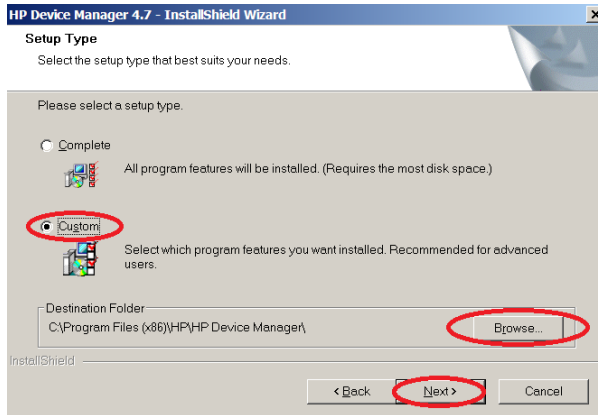 HP Device Manager 4.7 - InstallShield Wizard
Setup Type
Select the setup type that best suits your needs.
Please select a setup type.
Complete
All program features will be installed. (Requires the most disk space.)
Custom
Select which program features you want installed. Recommended for advanced
users.
Destination Folder
C:\Program Files (x86)\HP\HP Device Manager\
Browse...
InstallShield
< Back
Next >
Cancel